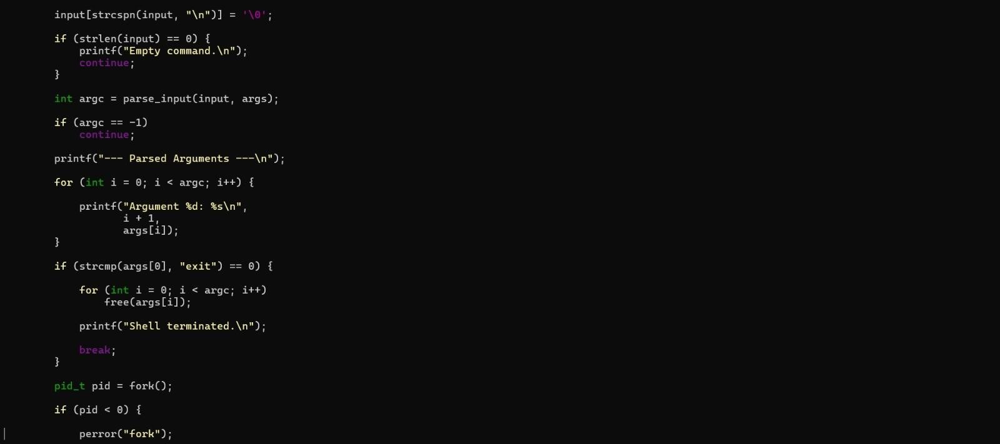 input[strcspn(input, "\n")] = '\0';
if (strlen(input) == 0) {
printf("Empty command.\n");
continue;
}
int argc = parse_input(input, args);
if (argc == -1)
continue;
printf("--- Parsed Arguments ---\n");
for (int i = 0; i < argc; i++) {
printf("Argument %d: %s\n",
i + 1,
args[i]);
}
if (strcmp(args[0], "exit") == 0) {
for (int i = 0; i < argc; i++)
free(args[i]);
printf("Shell terminated.\n");
break;
}
pid_t pid = fork();
if (pid < 0) {
perror("fork");